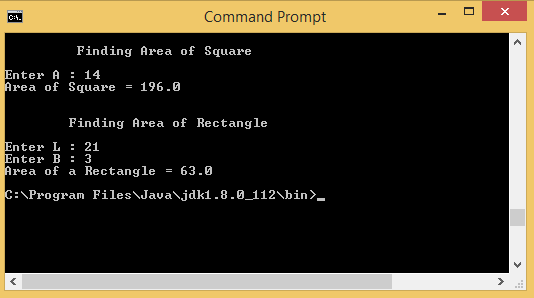 Command Prompt
Finding Area of Square
Enter A : 14
Area of Square = 196.0
Finding Area of Rectangle
Enter L : 21
Enter B : 3
Area of a Rectangle = 63.0
C:\Program Files\Java\jdk1.8.0_112\bin>_